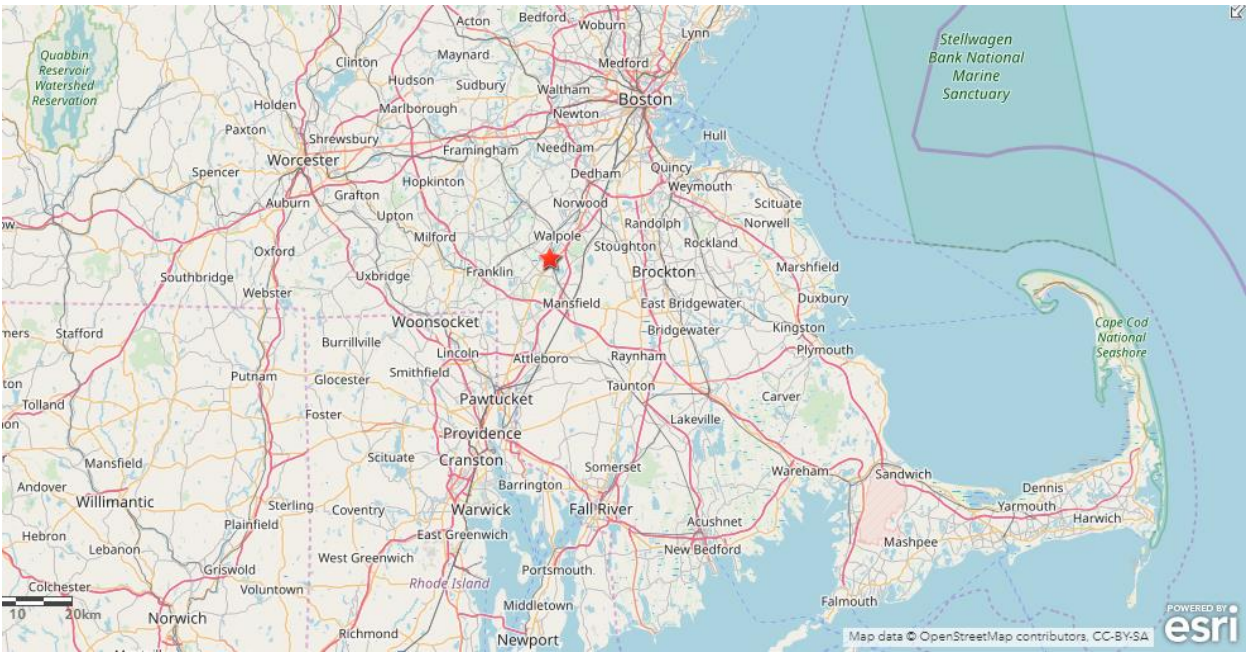 Acton
Bedford
Woburn
Lynn
Quabbin
Reservoir
Watershed
Reservation
Clinton
Maynard
Medford
Stellwagen
Bank National
Marine
Sanctuary
Hudson
Sudbury
Waltham
Boston
Holden
Marlborough
Newton
Paxton
Shrewsbury
Hull
Worcester
Framingham
Needham
Spencer
Hopkinton
Dedham
Quincy
Weymouth
Auburn
Grafton
Norwood
Scituate
Upton
Randolph
Norwell
Milford
Walpole
Stoughton
Rockland
Oxford
Southbridge
Uxbridge
Franklin
Brockton
Marshfield
Webster
Mansfield
East Bridgewater
Duxbury
Woonsocket
mers
Stafford
Burrillville
Bridgewater
Kingston
Cape Cod
National
Seashore
Lincoln
Attleboro
Raynham
Plymouth
Putnam
Glocester
Smithfield
Taunton
ton
Tolland
Pawtucket
Carver
Foster
Lakeville
Providence
Mansfield
Scituate
Cranston
Somerset
Wareham
Sandwich
Andover
Barrington
Dennis
Willimantic
Sterling
Coventry
Warwick
Fall River
Yarmouth
Harwich
Plainfield
Acushnet
Hebron
East Greenwich
New Bedford
Mashpee
Lebanon
West Greenwich
Griswold
Portsmouth
Colchester
Voluntown
Rhode Island
Falmouth
10 20km
Norwich
Middletown
Richmond
Newport
Map data © OpenStreetMap contributors, CC-BY-SA
POWERED BY
esri